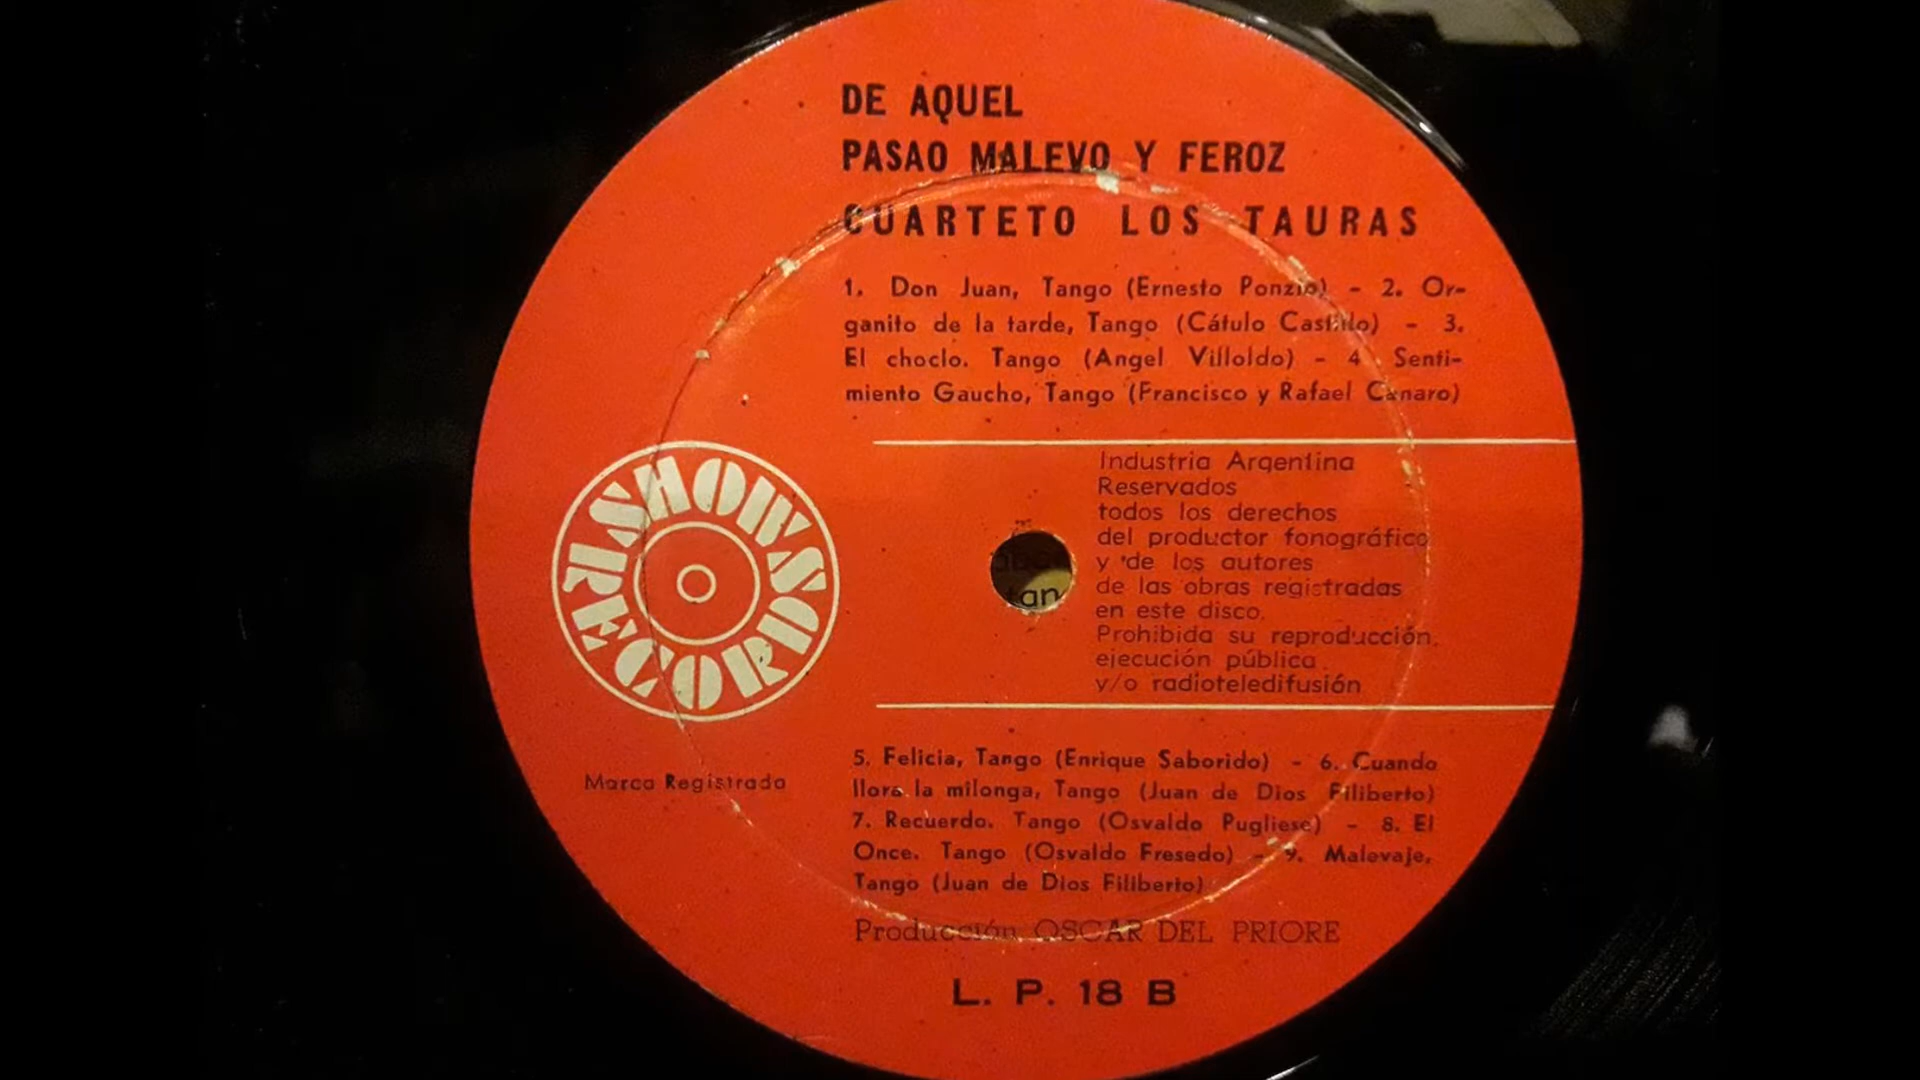 DE AQUEL
PASAO MALEVO Y FEROZ
CUARTETO LOS TAURAS
1. Don Juan, Tango (Ernesto Ponzio) - 2. Or-
ganito de la tarde, Tango (Cátulo Castillo) - 3.
El choclo. Tango (Angel Villoldo) - 4 Senti-
miento Gaucho, Tango (Francisco y Rafael Canaro)
Industria Argentina
Reservados
todos los derechos
del productor fonográfico
y de los autores
de las obras registradas
en este disco.
Prohibida su reproducción,
ejecución pública
y/o radioteledifusión
SHOWS
RECORDS
Marca Registrada
an
5. Felicia, Tango (Enrique Saborido) - 6. Cuando
llora la milonga, Tango (Juan de Dios Filiberto)
7. Recuerdo. Tango (Osvaldo Pugliese) - 8. El
Once. Tango (Osvaldo Fresedo) - 9. Malevaje,
Tango (Juan de Dios Filiberto)
Producción OSCAR DEL PRIORE
L. P. 18 B